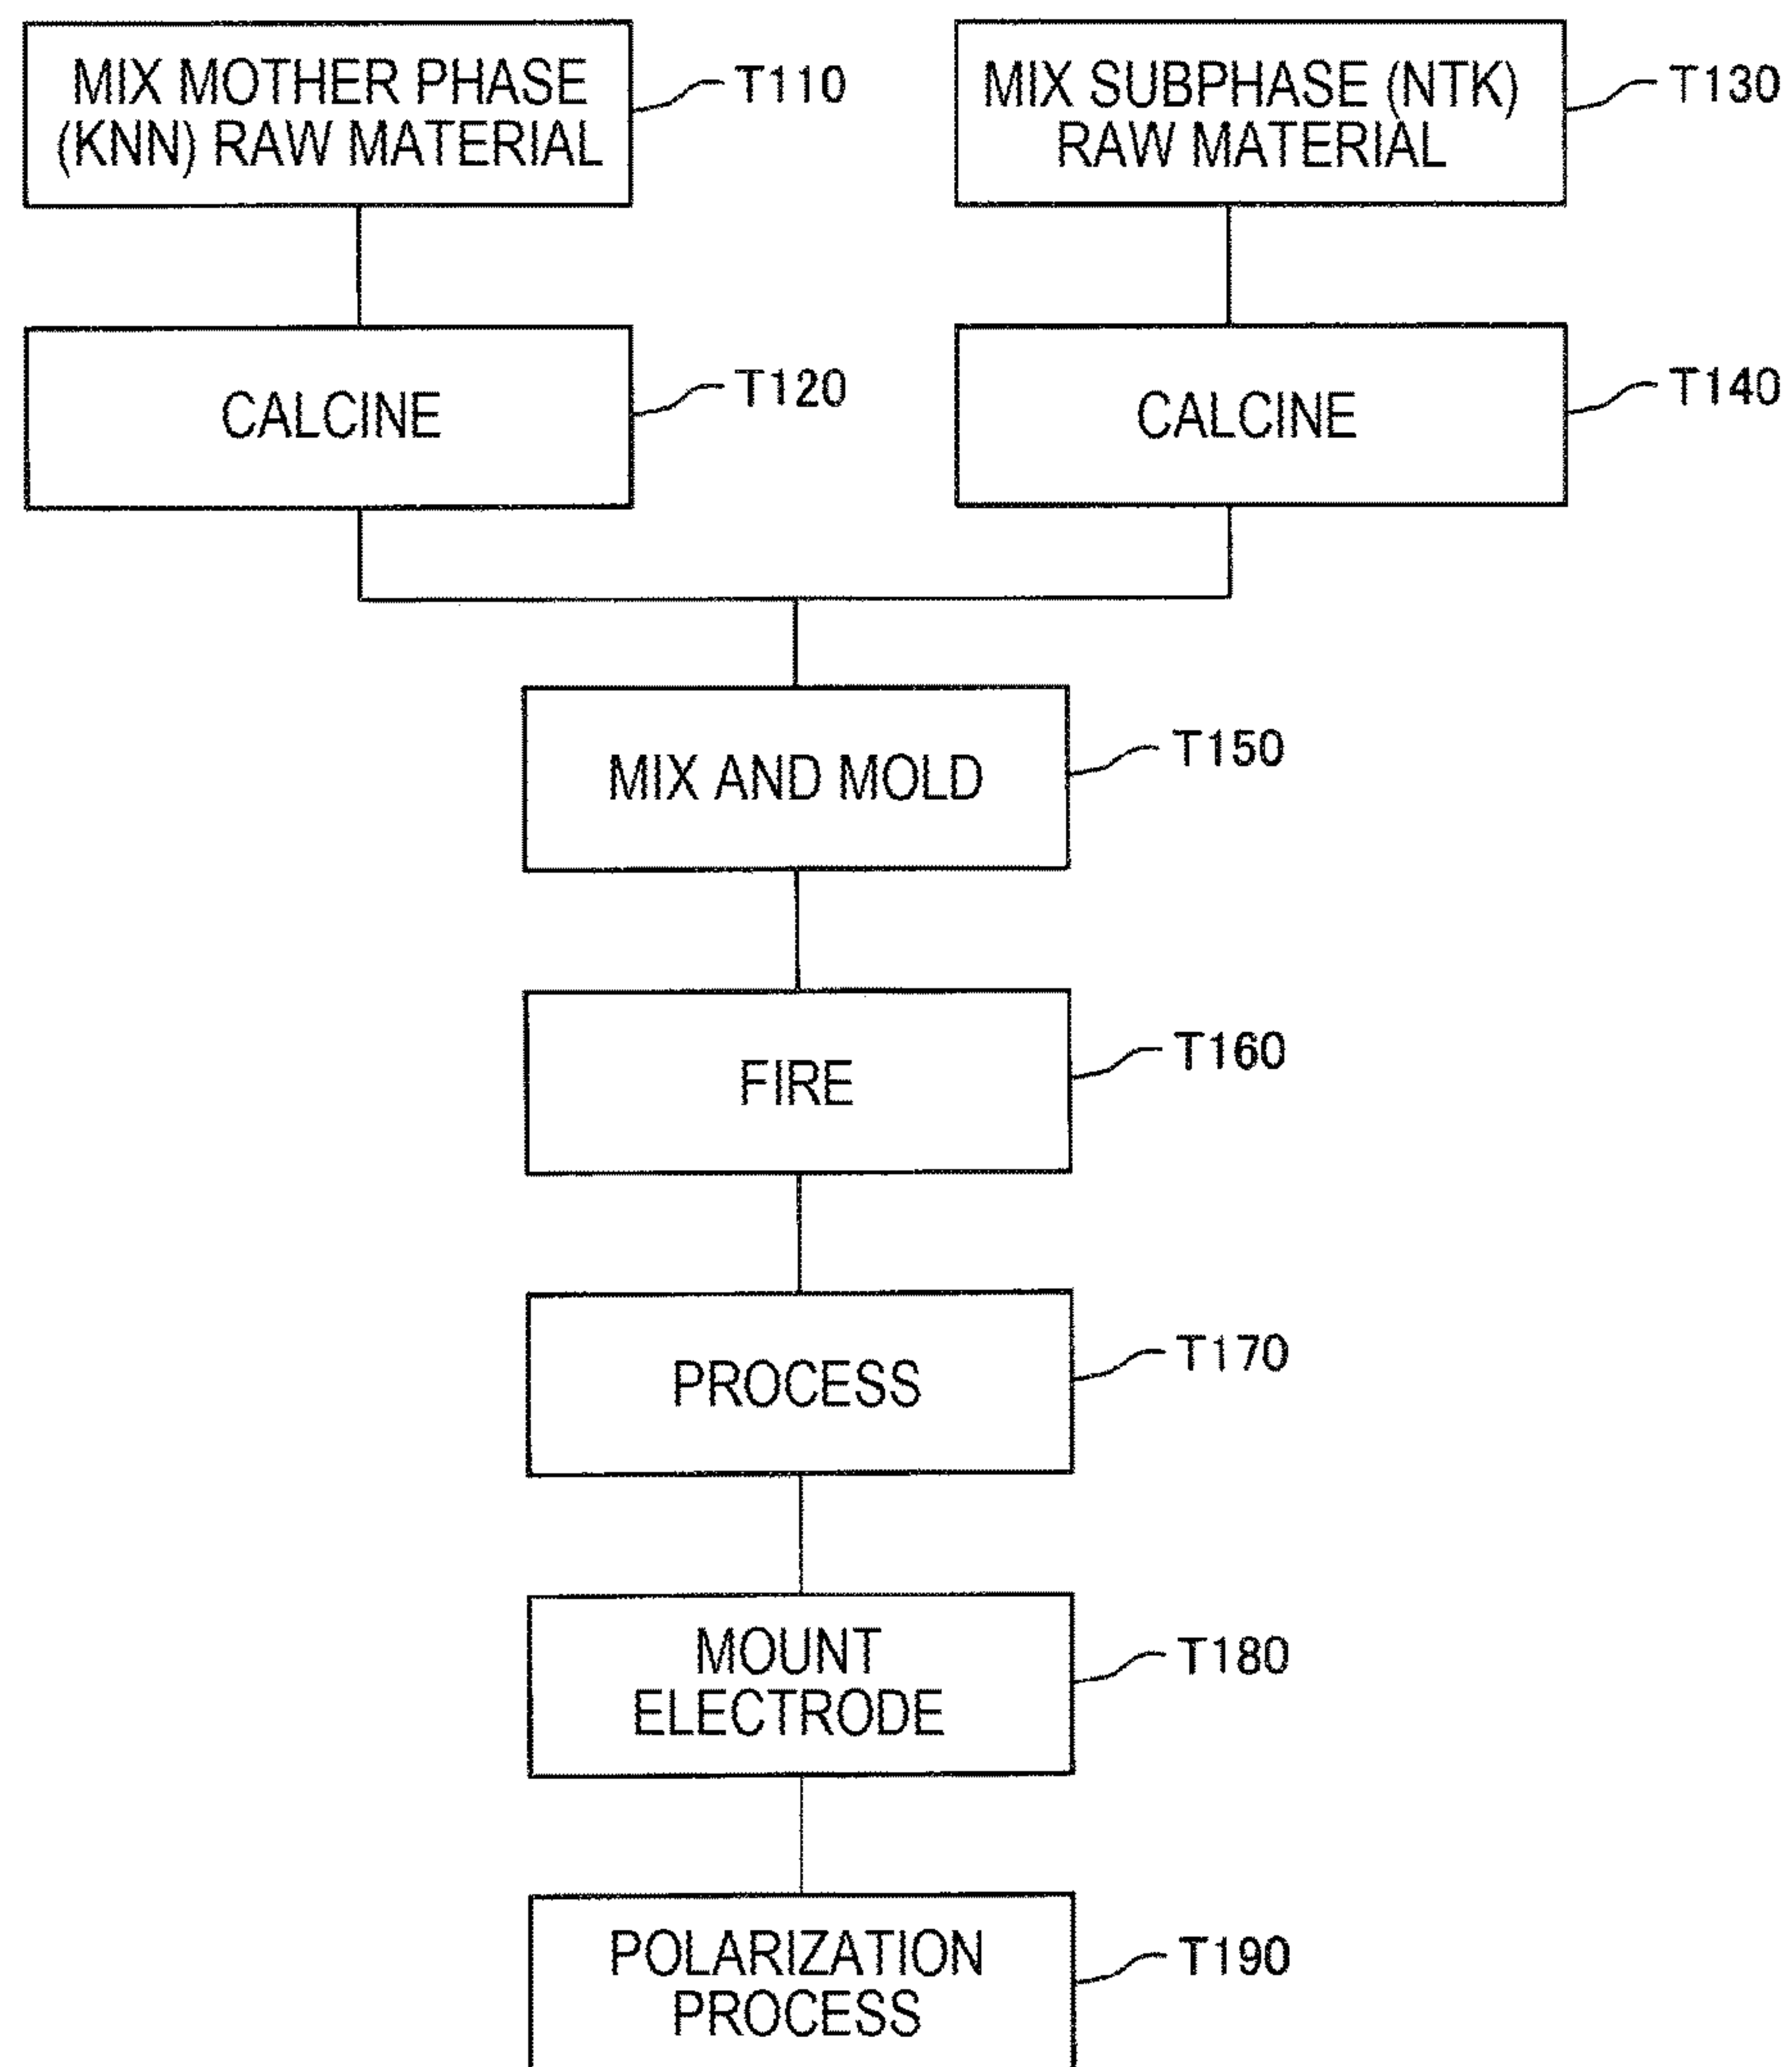 MIX MOTHER PHASE
(KNN) RAW MATERIAL
T110
MIX SUBPHASE (NTK)
RAW MATERIAL
T130
CALCINE
T120
CALCINE
T140
MIX AND MOLD
T150
FIRE
T160
PROCESS
T170
MOUNT
ELECTRODE
T180
POLARIZATION
PROCESS
T190